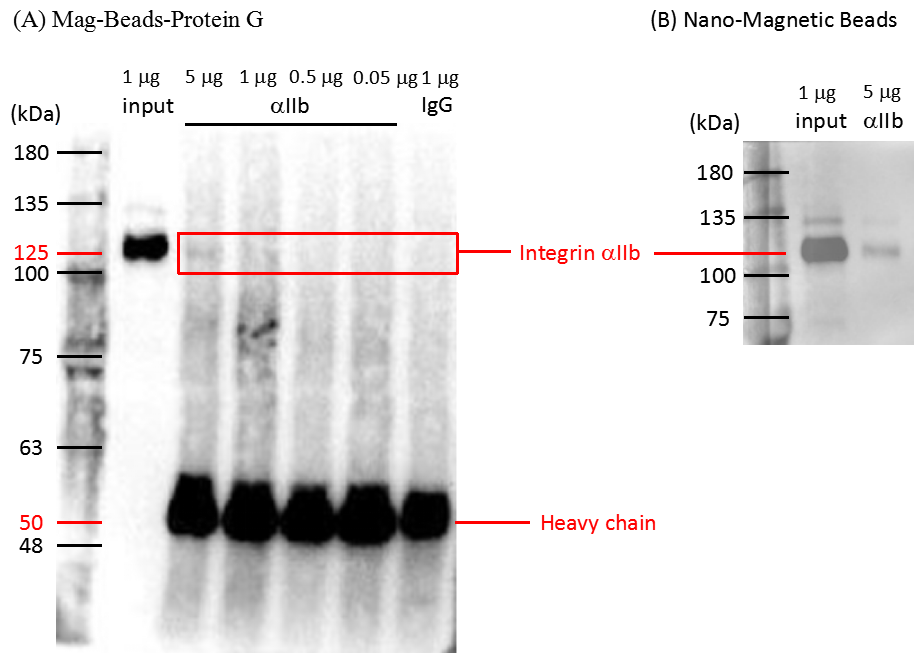 (A) Mag-Beads-Protein G
(B) Nano-Magnetic Beads
1 µg 5 µg 1 µg 0.5 µg 0.05 µg 1 µg
input αIIb IgG
(kDa)
180
135
125
100
75
63
50
48
Integrin αIIb
Heavy chain
1 µg 5 µg
input αIIb
(kDa)
180
135
100
75